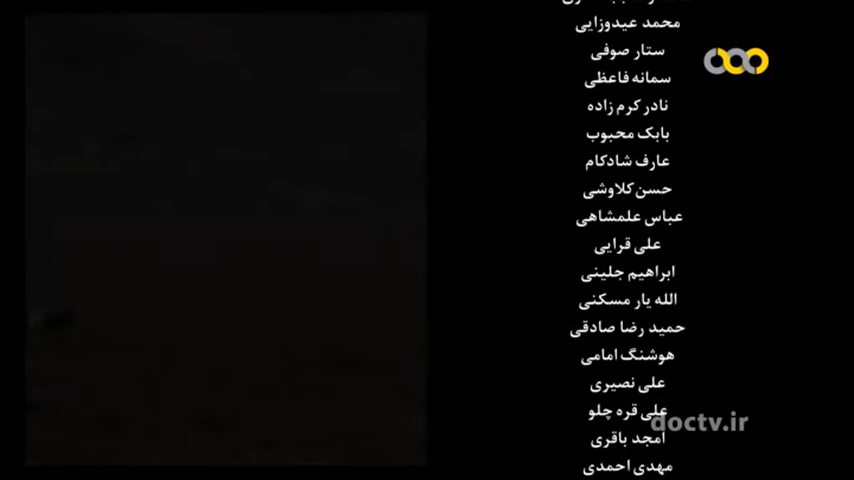 محمد عیدوزایی
ستار صوفی
سمانه فاعظی
نادر کرم زاده
بابک محبوب
عارف شادکام
حسن کلاوشی
عباس علمشاهی
علی قرایی
ابراهیم جلینی
الله یار مسکنی
حمید رضا صادقی
هوشنگ امامی
علی نصیری
علی قره چلو
doctv.ir
امجد باقری
مهدی احمدی